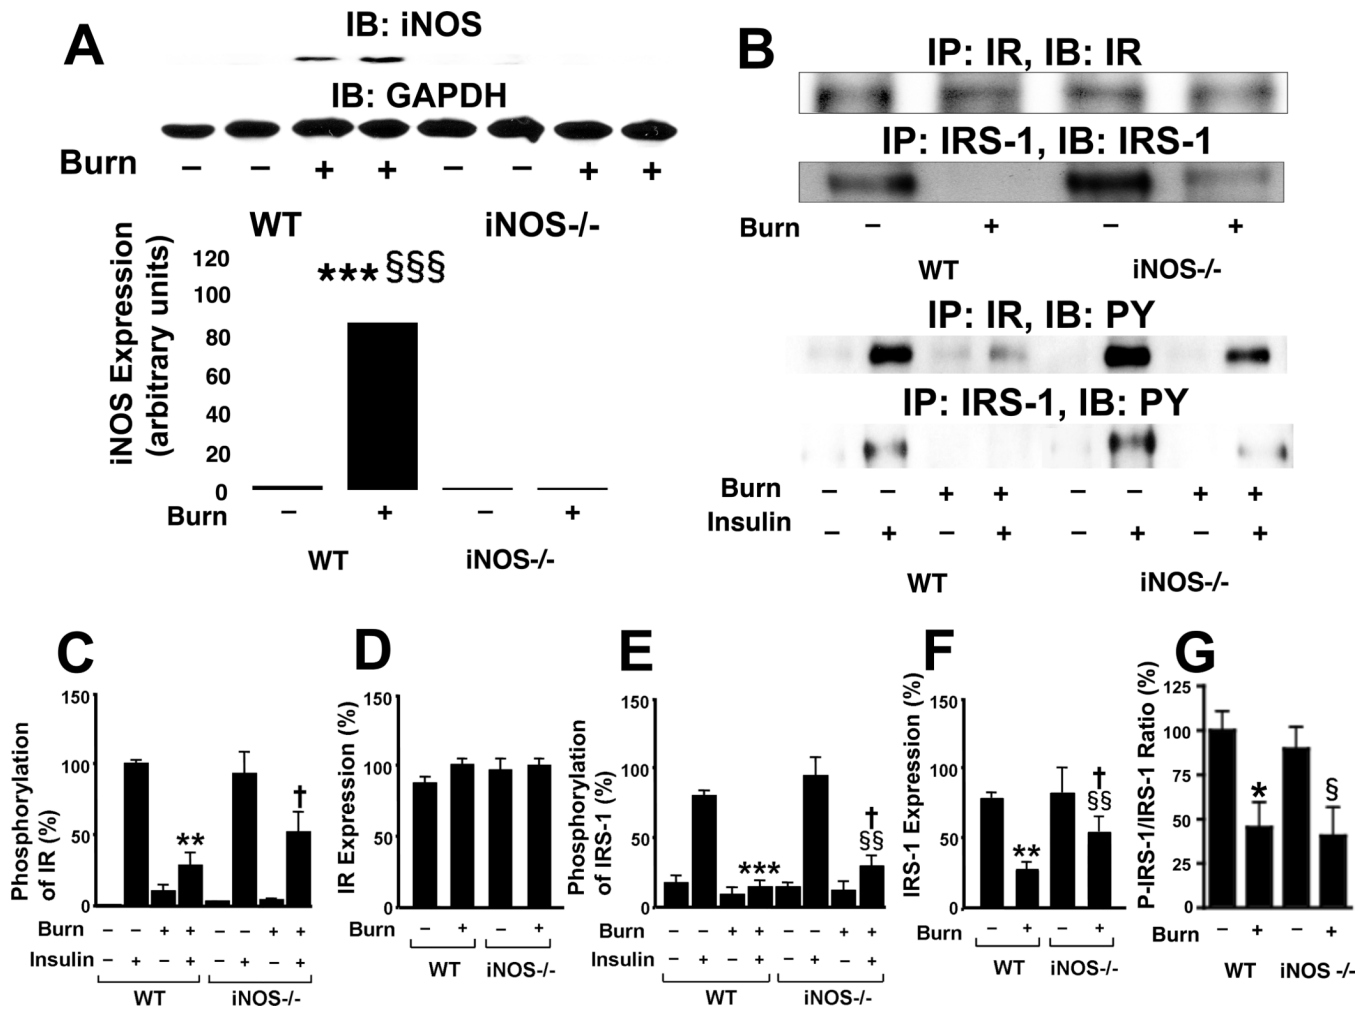 A
IB: iNOS
IB: GAPDH
Burn − − + + − − + +
WT iNOS-/-
iNOS Expression
(arbitrary units)
120
100
80
60
40
20
0
***§§§
Burn − + − +
WT iNOS-/-
B
IP: IR, IB: IR
IP: IRS-1, IB: IRS-1
Burn − + − +
WT iNOS-/-
IP: IR, IB: PY
IP: IRS-1, IB: PY
Burn − − + + − − + +
Insulin − + − + − + − +
WT iNOS-/-
C
Phosphorylation
of IR (%)
150
100
50
0
**
†
Burn − − + + − − + +
Insulin − + − + − + − +
WT iNOS-/-
D
IR Expression (%)
150
100
50
0
Burn − + − +
WT iNOS-/-
E
Phosphorylation
of IRS-1 (%)
150
100
50
0
***
†
§§
Burn − − + + − − + +
Insulin − + − + − + − +
WT iNOS-/-
F
IRS-1 Expression (%)
150
100
50
0
**
†
§§
Burn − + − +
WT iNOS-/-
G
P-IRS-1/IRS-1 Ratio (%)
125
100
75
50
25
0
*
§
Burn − + − +
WT iNOS -/-